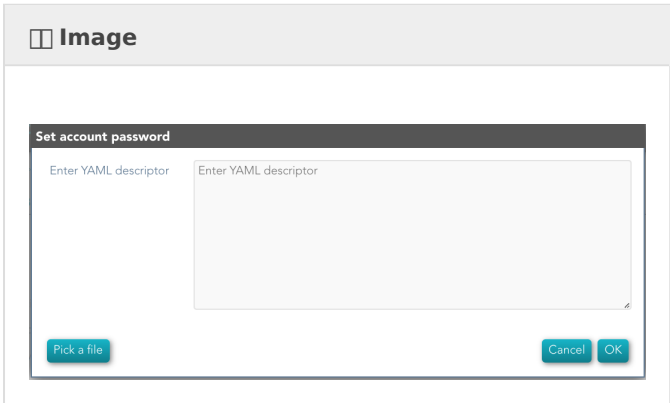 Image
Set account password
Enter YAML descriptor
Enter YAML descriptor
Pick a file
Cancel
OK